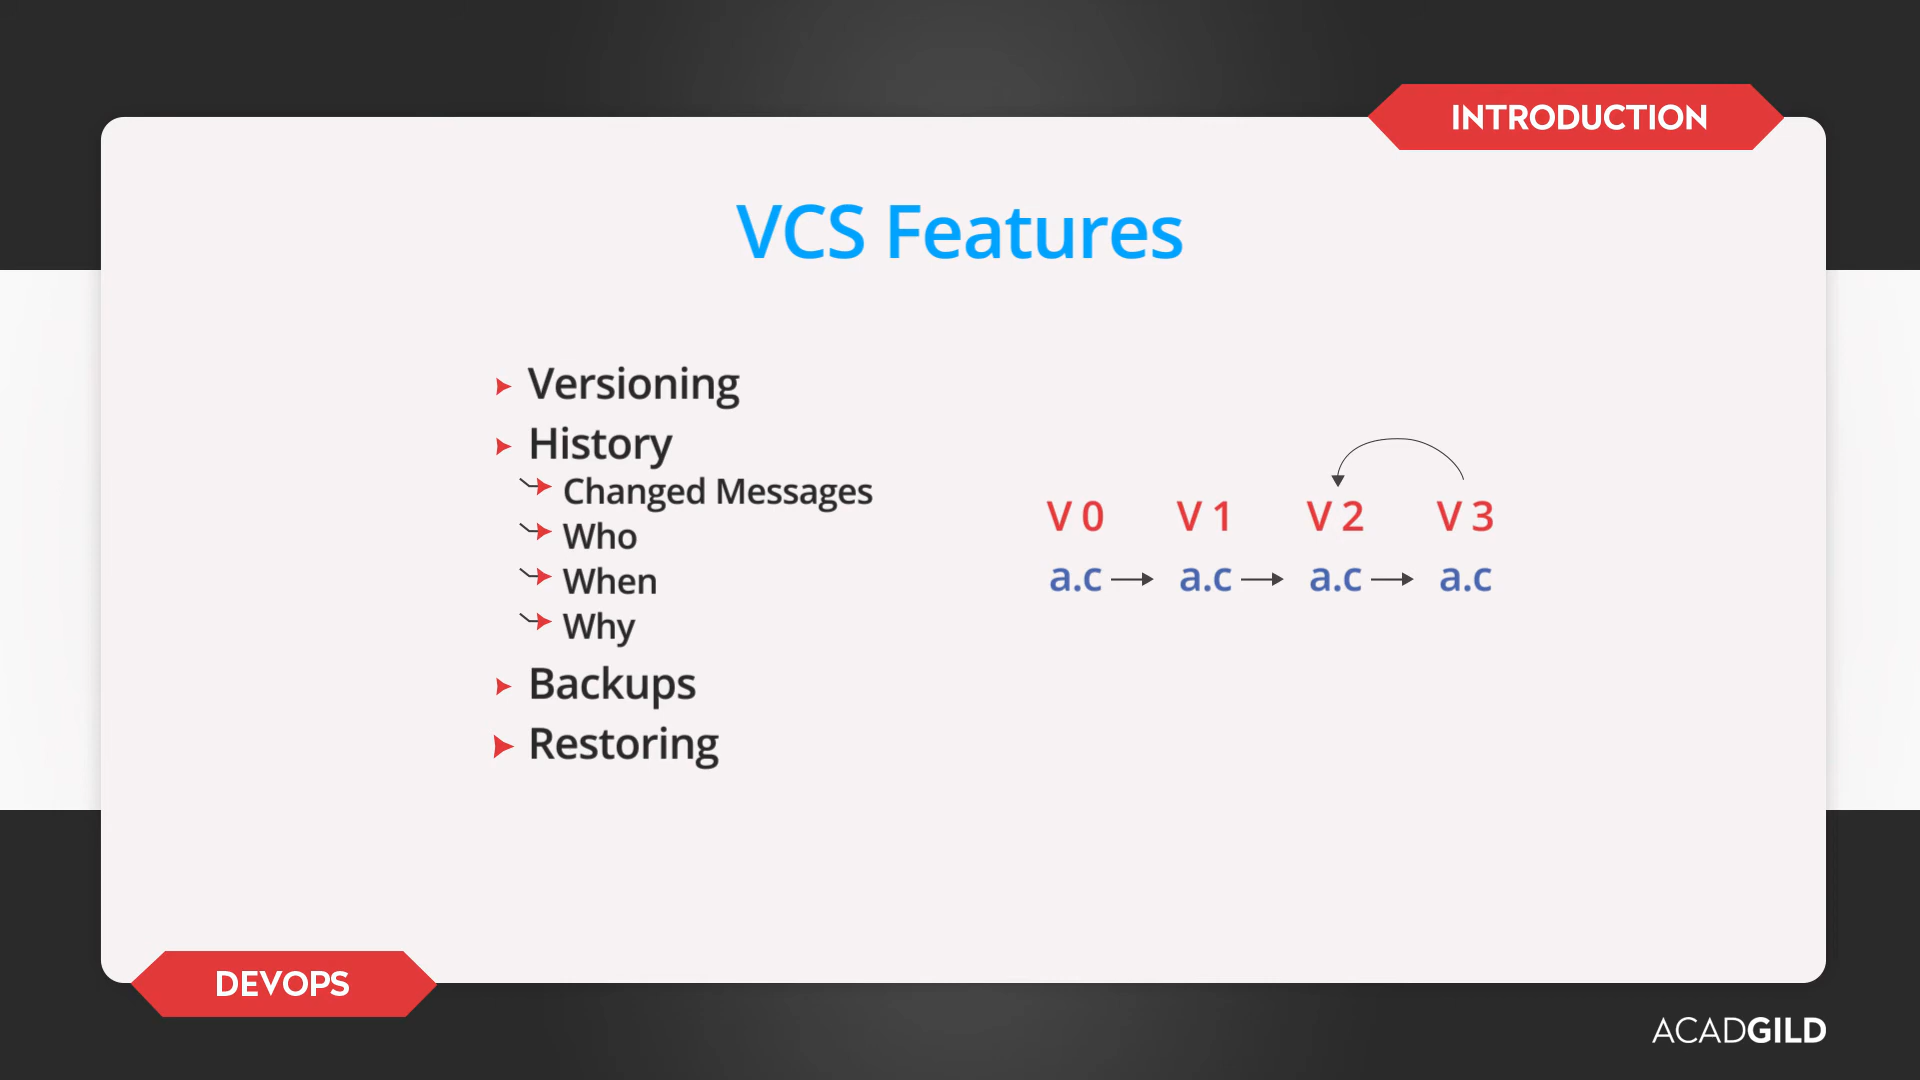 INTRODUCTION
VCS Features
Versioning
History
Changed Messages
Who
When
Why
Backups
Restoring
V 0 V 1 V 2 V 3
a.c a.c a.c a.c
DEVOPS
ACADGILD